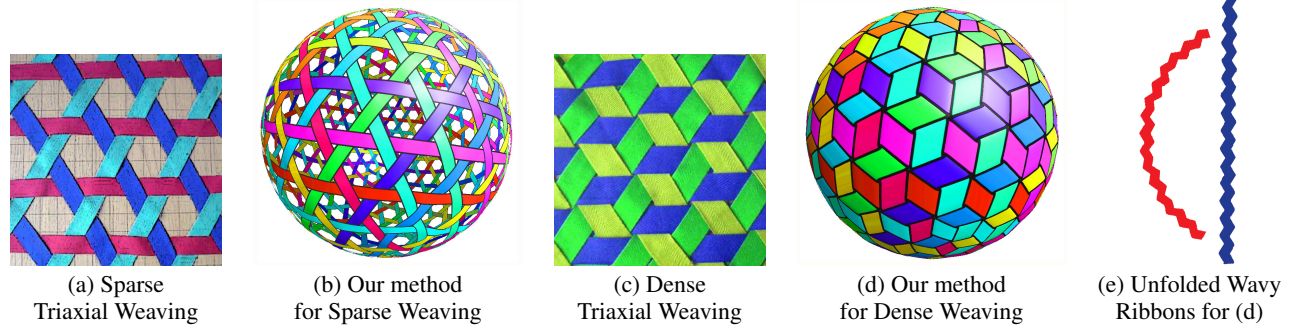 (a) Sparse
Triaxial Weaving
(b) Our method
for Sparse Weaving
(c) Dense
Triaxial Weaving
(d) Our method
for Dense Weaving
(e) Unfolded Wavy
Ribbons for (d)